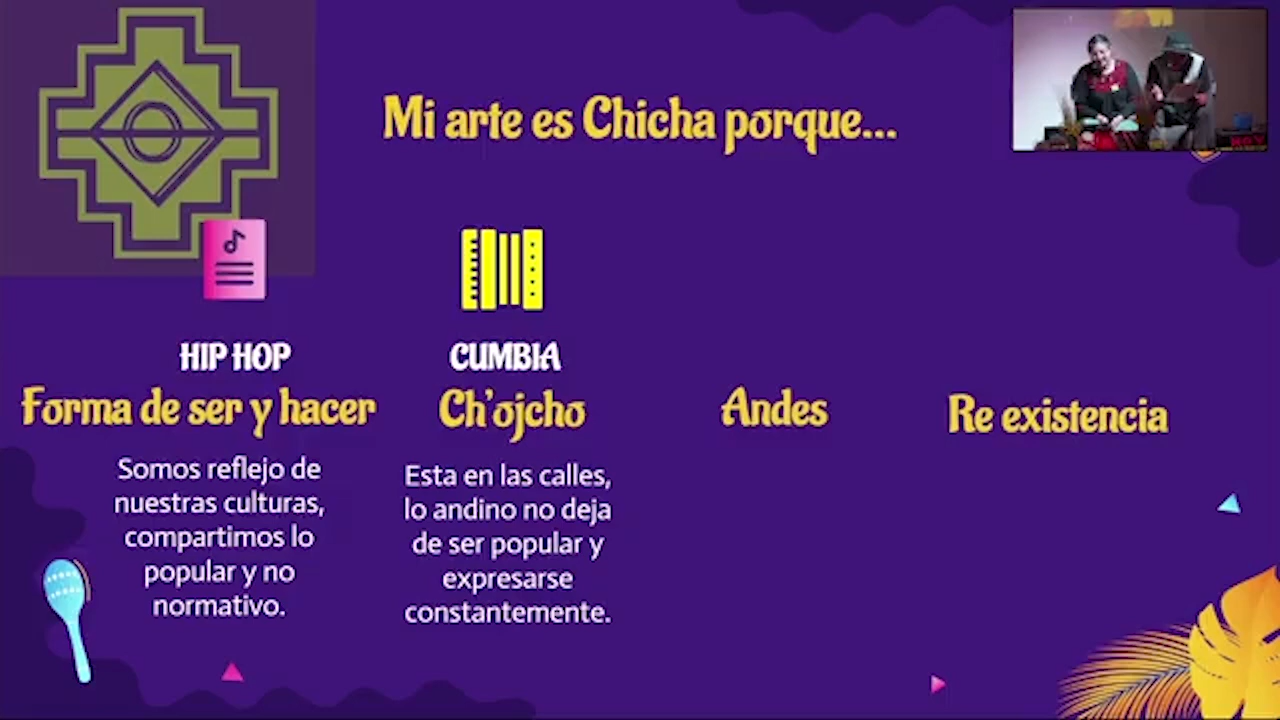 Mi arte es Chicha porque...
HIP HOP
Forma de ser y hacer
Somos reflejo de
nuestras culturas,
compartimos lo
popular y no
normativo.
CUMBIA
Ch'ojcho
Esta en las calles,
lo andino no deja
de ser popular y
expresarse
constantemente.
Andes
Re existencia